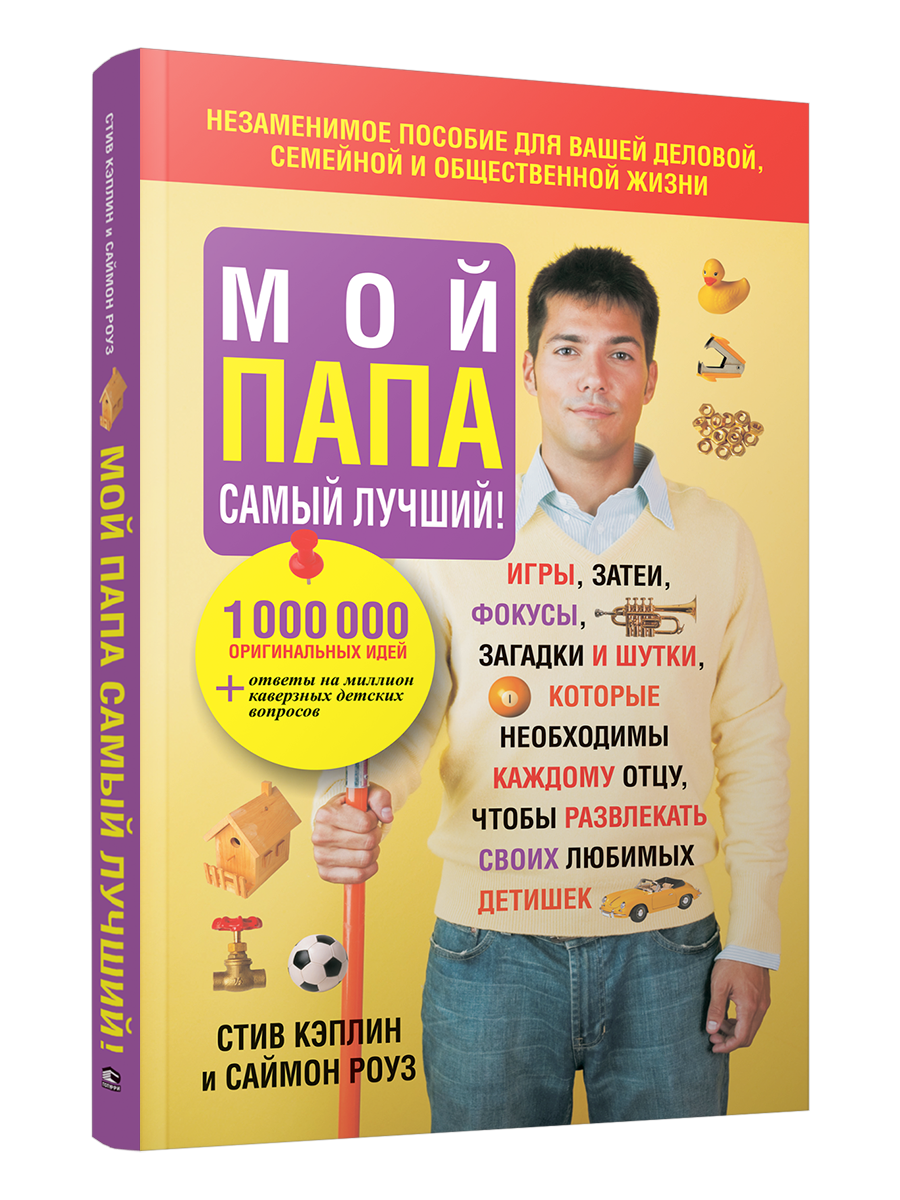 НЕЗАМЕНИМОЕ ПОСОБИЕ ДЛЯ ВАШЕЙ ДЕЛОВОЙ,
СЕМЕЙНОЙ И ОБЩЕСТВЕННОЙ ЖИЗНИ
МОЙ
ПАПА
САМЫЙ ЛУЧШИЙ!
1000000
ОРИГИНАЛЬНЫХ ИДЕЙ
+ ответы на миллион
каверзных детских
вопросов
ИГРЫ, ЗАТЕИ,
ФОКУСЫ,
ЗАГАДКИ И ШУТКИ,
1 КОТОРЫЕ
НЕОБХОДИМЫ
КАЖДОМУ ОТЦУ,
ЧТОБЫ РАЗВЛЕКАТЬ
СВОИХ ЛЮБИМЫХ
ДЕТИШЕК
СТИВ КЭПЛИН
И САЙМОН РОУЗ
СТИВ КЭПЛИН И САЙМОН РОУЗ
МОЙ ПАПА САМЫЙ ЛУЧШИЙ!